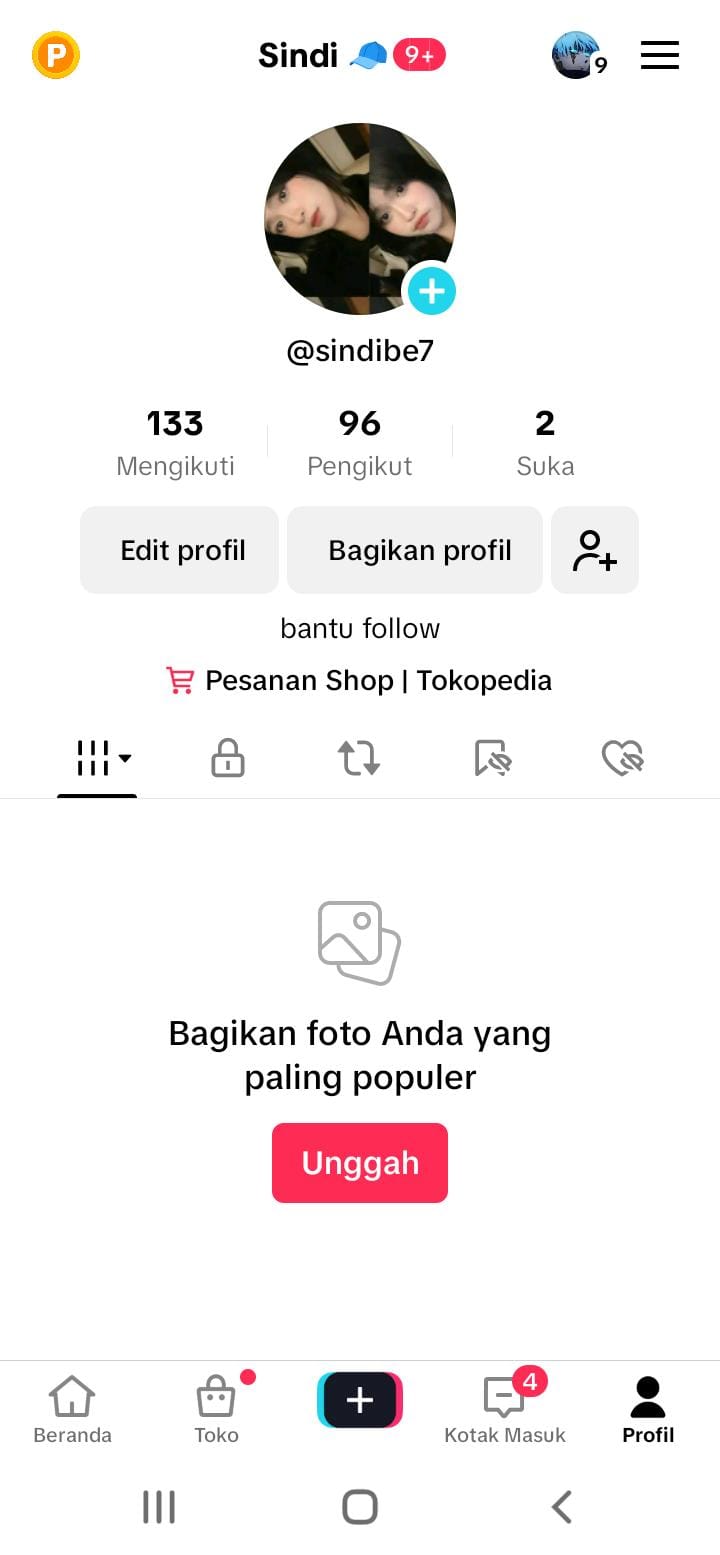 P
Sindi 🧢 9+
9
@sindibe7
133 96 2
Mengikuti Pengikut Suka
Edit profil Bagikan profil
bantu follow
Pesanan Shop | Tokopedia
Bagikan foto Anda yang
paling populer
Unggah
4
Beranda Toko Kotak Masuk Profil